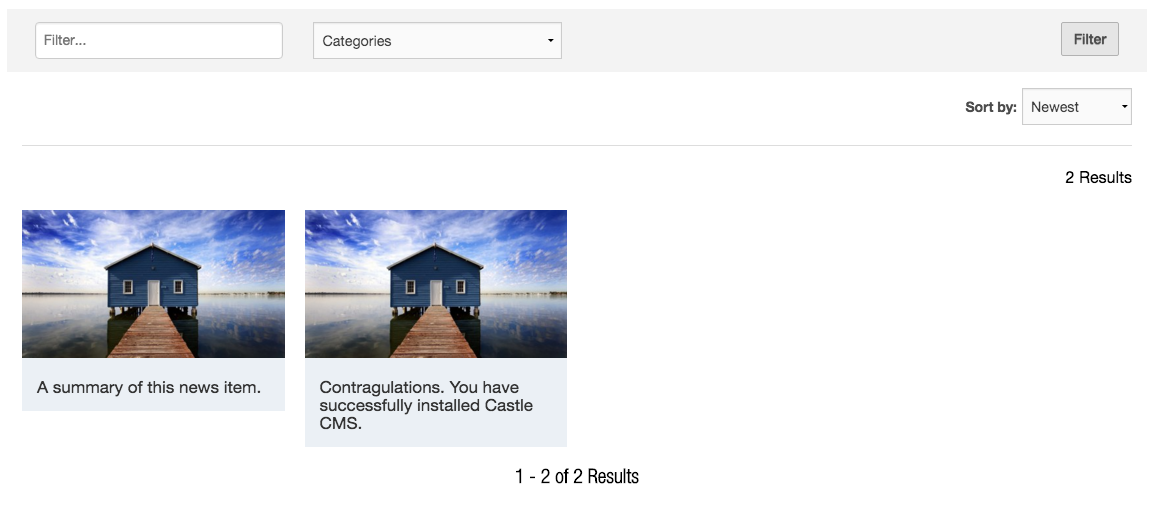 Filter...
Categories
Filter
Sort by: Newest
2 Results
A summary of this news item.
Contragulations. You have
successfully installed Castle
CMS.
1 - 2 of 2 Results